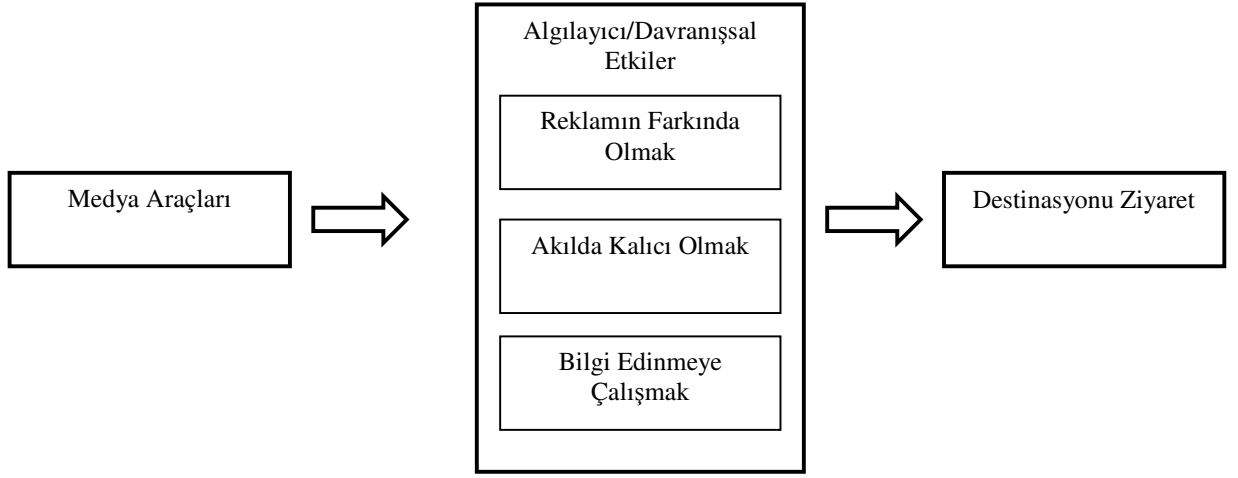 Medya Araçları
Algılayıcı/Davranışsal
Etkiler
Reklamın Farkında
Olmak
Akılda Kalıcı Olmak
Bilgi Edinmeye
Çalışmak
Destinasyonu Ziyaret